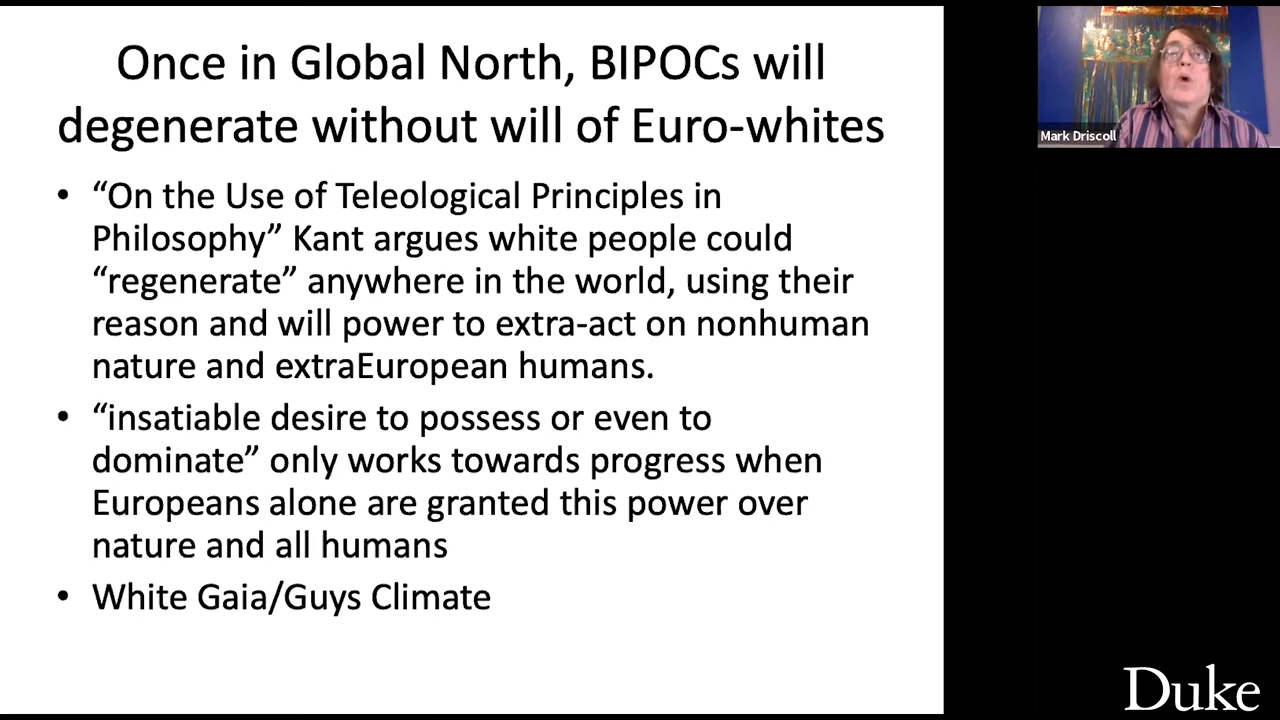 Once in Global North, BIPOCs will
degenerate without will of Euro-whites
• “On the Use of Teleological Principles in
Philosophy” Kant argues white people could
“regenerate” anywhere in the world, using their
reason and will power to extra-act on nonhuman
nature and extraEuropean humans.
• “insatiable desire to possess or even to
dominate” only works towards progress when
Europeans alone are granted this power over
nature and all humans
• White Gaia/Guys Climate
Mark Driscoll
Duke